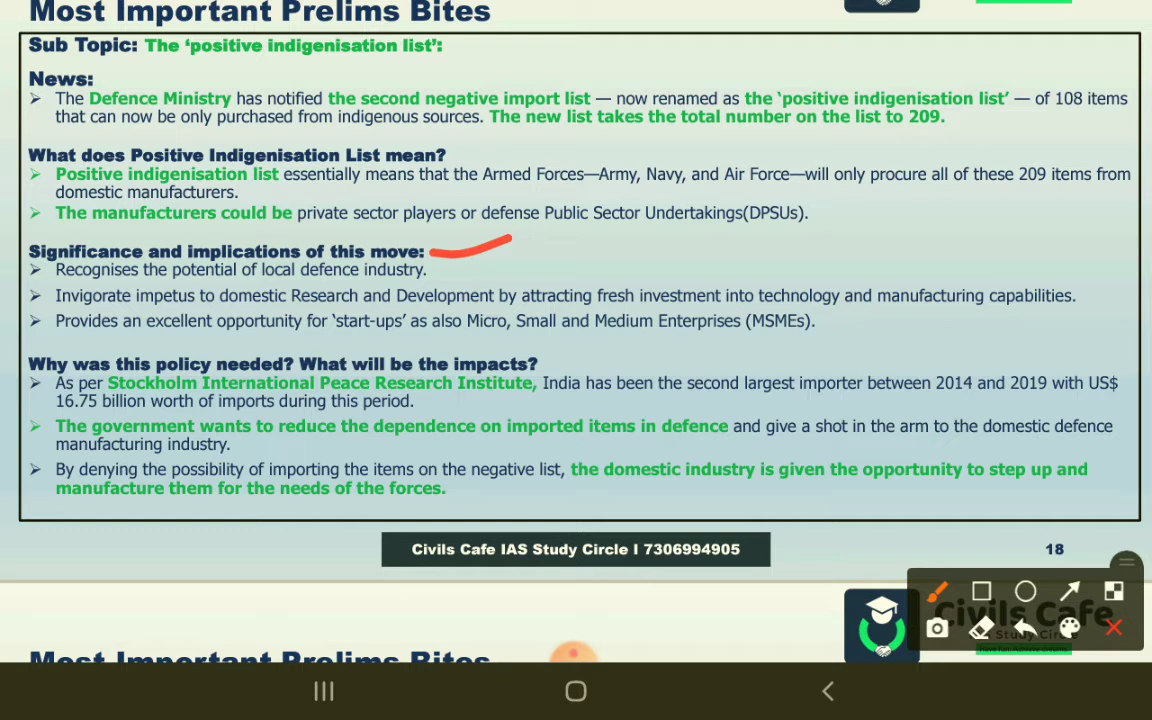 Most Important Prelims Bites
Sub Topic: The ‘positive indigenisation list’:
News:
The Defence Ministry has notified the second negative import list — now renamed as the ‘positive indigenisation list’ — of 108 items
that can now be only purchased from indigenous sources. The new list takes the total number on the list to 209.
What does Positive Indigenisation List mean?
Positive indigenisation list essentially means that the Armed Forces—Army, Navy, and Air Force—will only procure all of these 209 items from
domestic manufacturers.
The manufacturers could be private sector players or defense Public Sector Undertakings(DPSUs).
Significance and implications of this move:
Recognises the potential of local defence industry.
Invigorate impetus to domestic Research and Development by attracting fresh investment into technology and manufacturing capabilities.
Provides an excellent opportunity for ‘start-ups’ as also Micro, Small and Medium Enterprises (MSMEs).
Why was this policy needed? What will be the impacts?
As per Stockholm International Peace Research Institute, India has been the second largest importer between 2014 and 2019 with US$
16.75 billion worth of imports during this period.
The government wants to reduce the dependence on imported items in defence and give a shot in the arm to the domestic defence
manufacturing industry.
By denying the possibility of importing the items on the negative list, the domestic industry is given the opportunity to step up and
manufacture them for the needs of the forces.
Civils Cafe IAS Study Circle I 7306994905
18
Civils Cafe
Most Important Prelims Bites